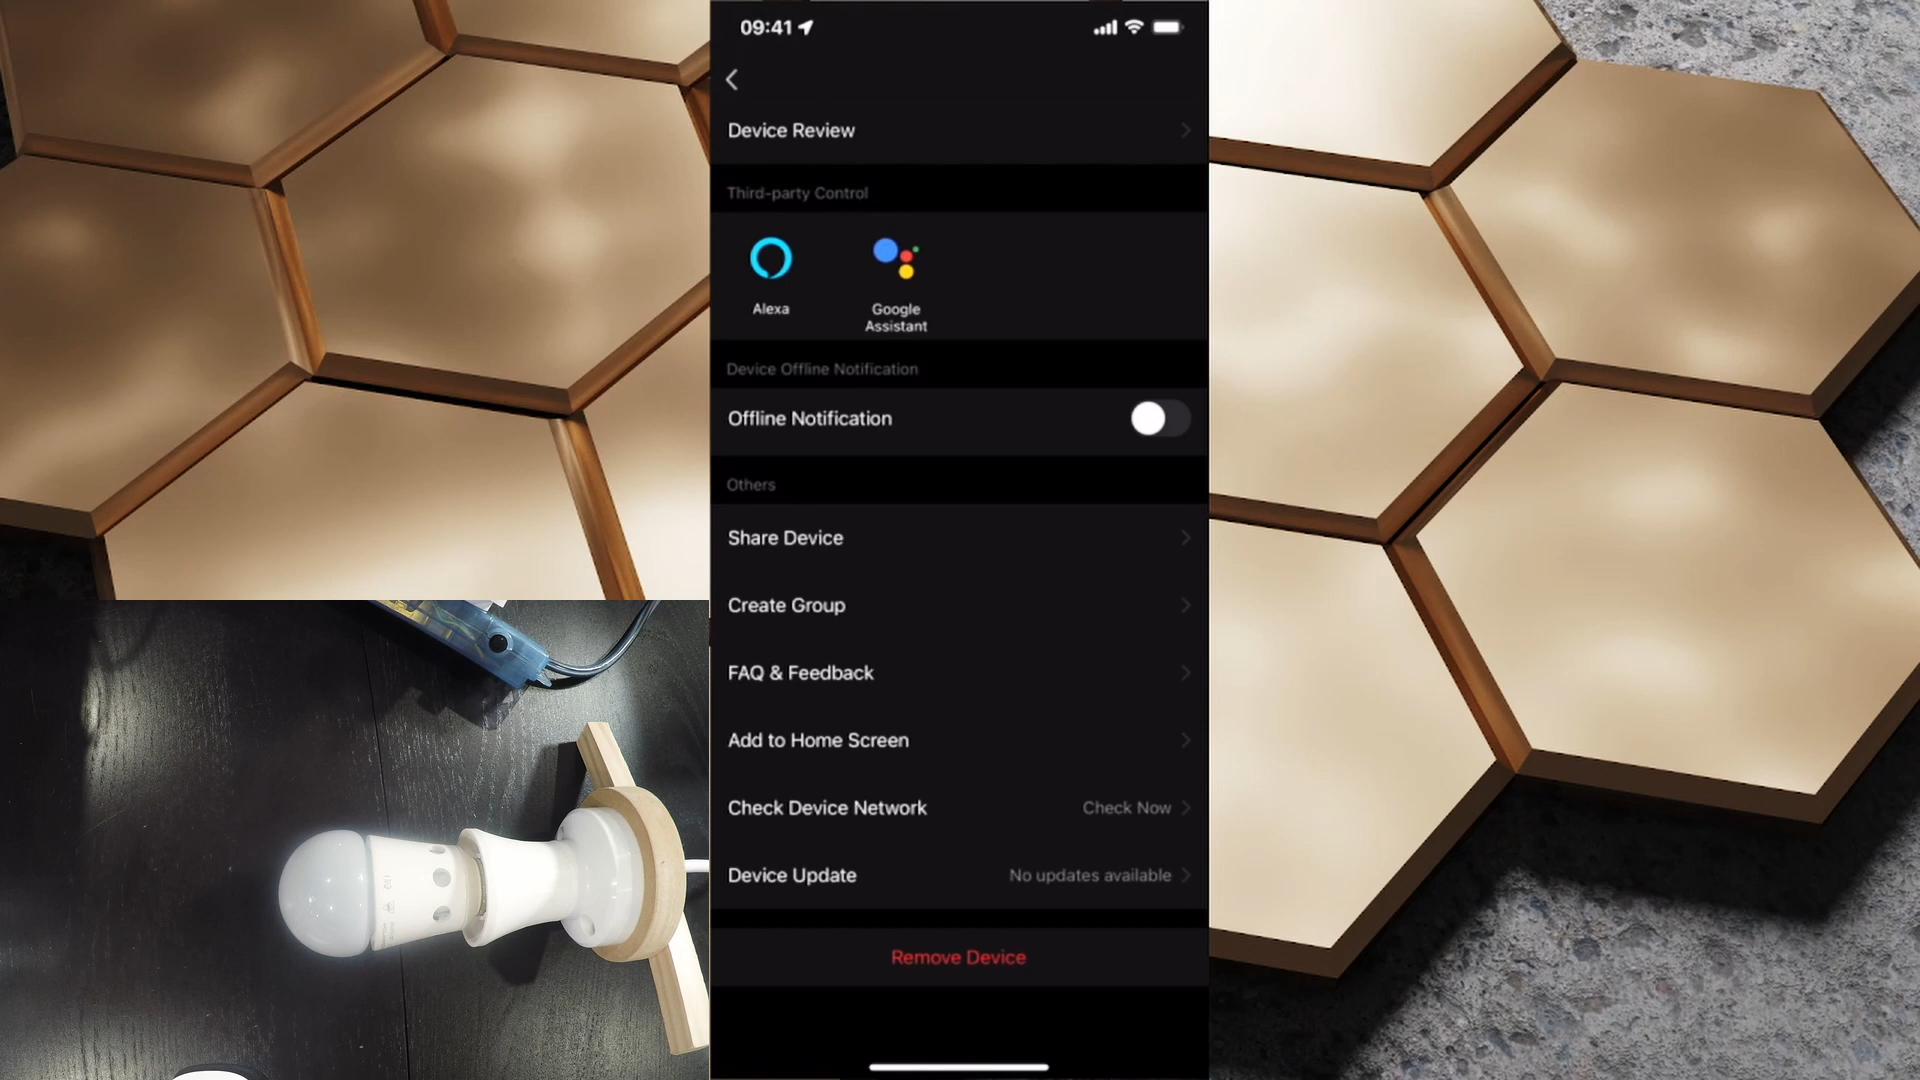 09:41
Device Review
Third-party Control
Alexa
Google
Assistant
Device Offline Notification
Offline Notification
Others
Share Device
Create Group
FAQ & Feedback
Add to Home Screen
Check Device Network Check Now
Device Update No updates available
Remove Device